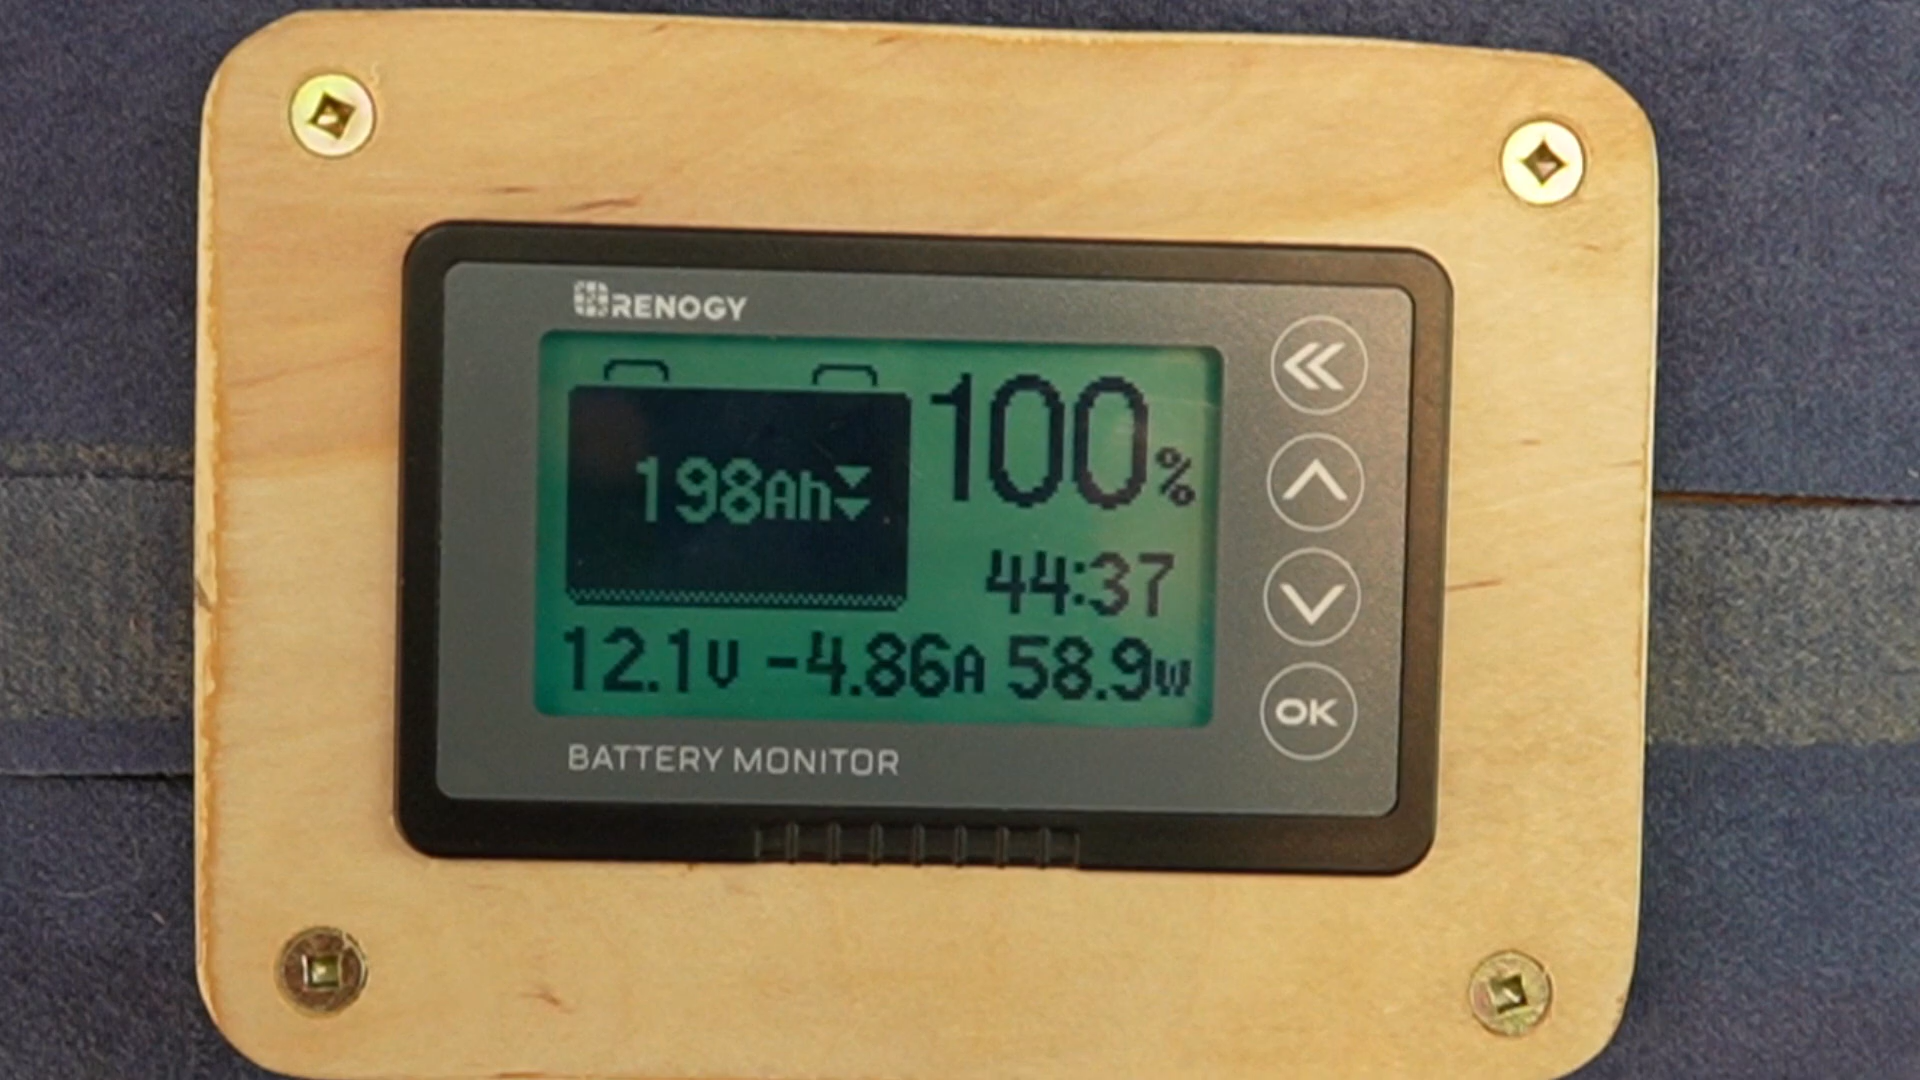 RENOGY
198Ah
100%
44:37
12.1V -4.86A 58.9W
OK
BATTERY MONITOR